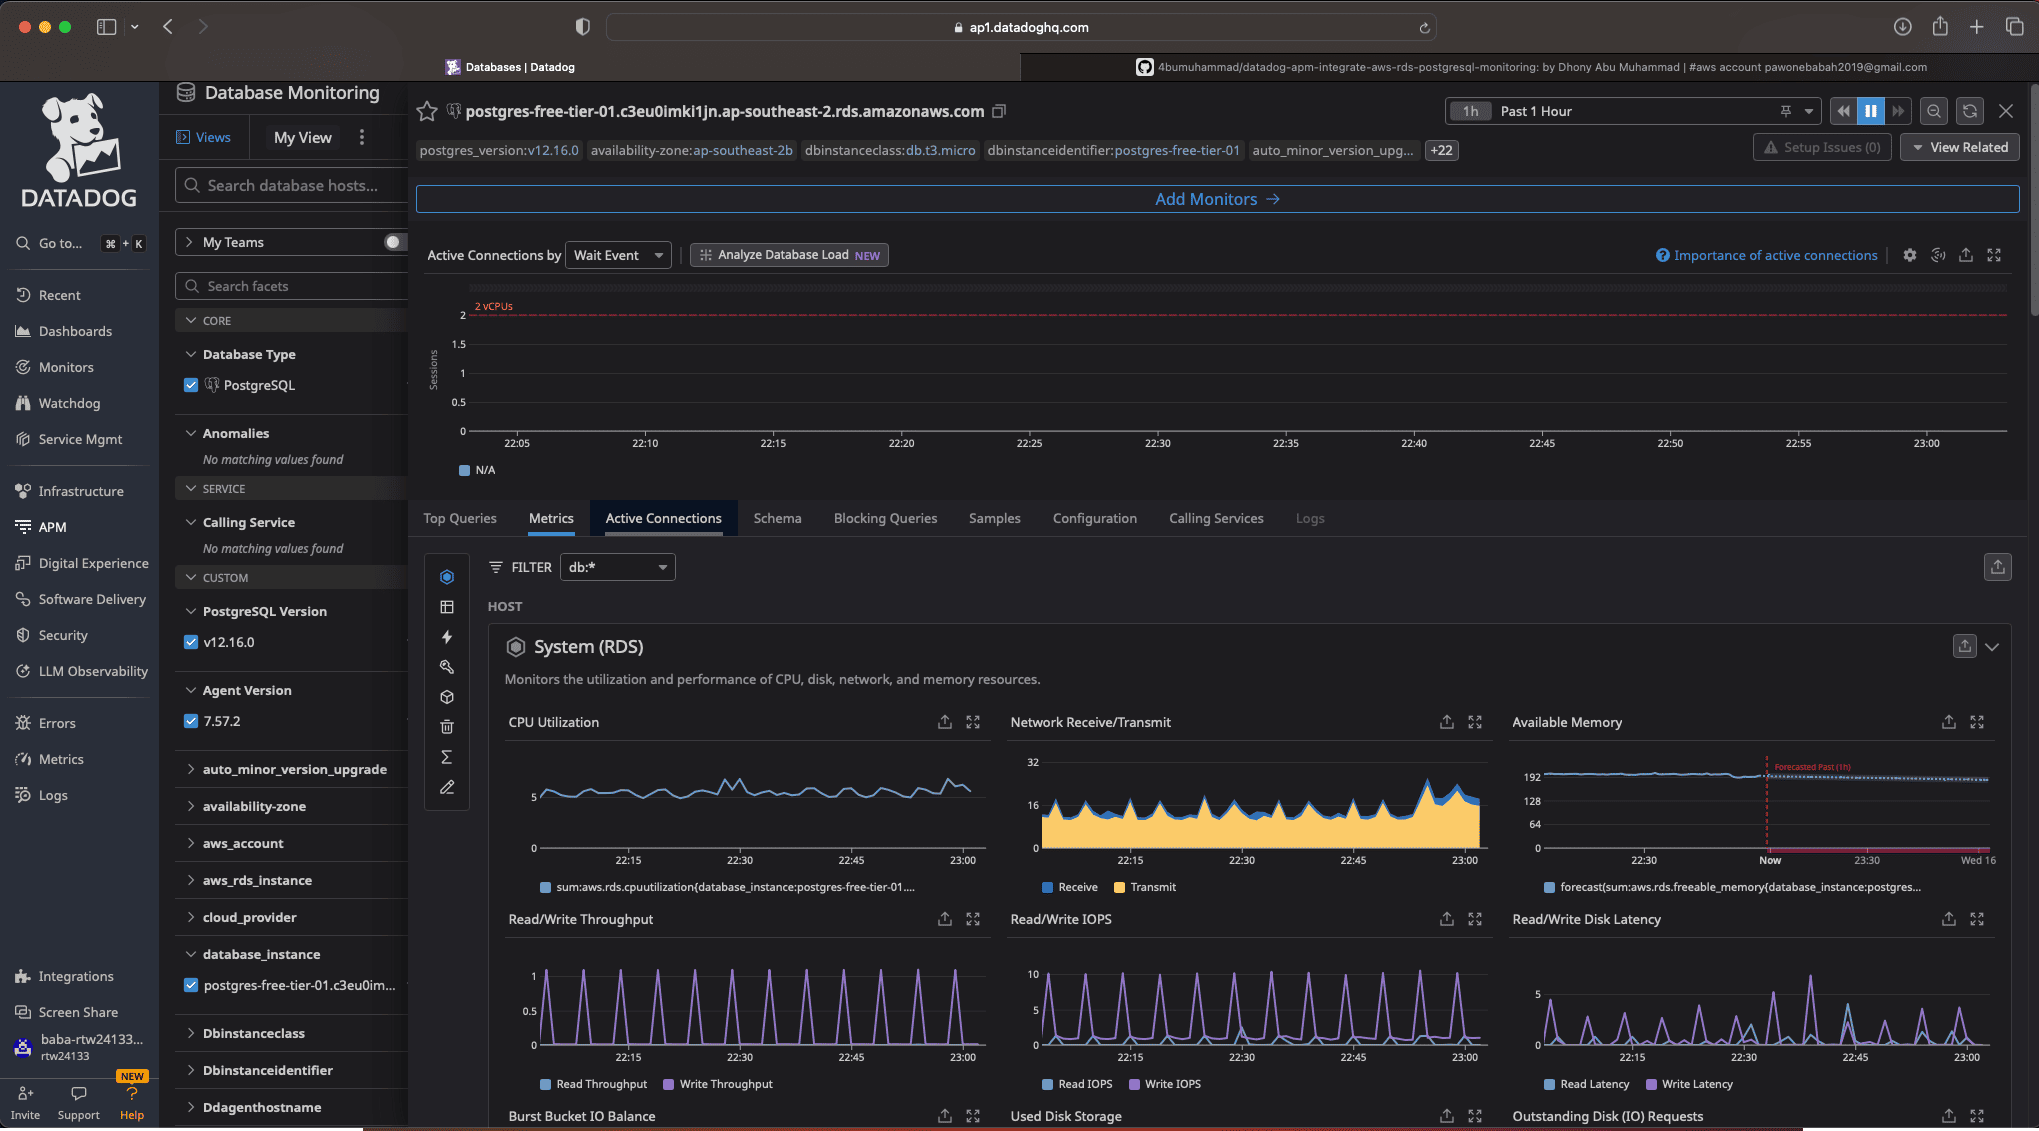 ap1.datadoghq.com
Databases | Datadog
4bumuhammad/datadog-apm-integrate-aws-rds-postgresql-monitoring: by Dhony Abu Muhammad | #aws account pawonebabah2019@gmail.com
DATADOG
Go to... ⌘ + K
Recent
Dashboards
Monitors
Watchdog
Service Mgmt
Infrastructure
APM
Digital Experience
Software Delivery
Security
LLM Observability
Errors
Metrics
Logs
Integrations
Screen Share
baba-rtw24133...
rtw24133
NEW
Invite
Support
Help
Database Monitoring
Views
My View
Search database hosts...
My Teams
Search facets
CORE
Database Type
PostgreSQL
Anomalies
No matching values found
SERVICE
Calling Service
No matching values found
CUSTOM
PostgreSQL Version
v12.16.0
Agent Version
7.57.2
auto_minor_version_upgrade
availability-zone
aws_account
aws_rds_instance
cloud_provider
database_instance
postgres-free-tier-01.c3eu0im...
Dbinstanceclass
Dbinstanceidentifier
Ddagenthostname
postgres-free-tier-01.c3eu0imki1jn.ap-southeast-2.rds.amazonaws.com
1h Past 1 Hour
postgres_version:v12.16.0 availability-zone:ap-southeast-2b dbinstanceclass:db.t3.micro dbinstanceidentifier:postgres-free-tier-01 auto_minor_version_upg... +22
Setup Issues (0)
View Related
Add Monitors →
Active Connections by Wait Event
Analyze Database Load NEW
Importance of active connections
2 vCPUs
Sessions
2
1.5
1
0.5
0
22:05 22:10 22:15 22:20 22:25 22:30 22:35 22:40 22:45 22:50 22:55 23:00
N/A
Top Queries Metrics Active Connections Schema Blocking Queries Samples Configuration Calling Services Logs
FILTER db:*
HOST
System (RDS)
Monitors the utilization and performance of CPU, disk, network, and memory resources.
CPU Utilization
5
0
22:15 22:30 22:45 23:00
sum:aws.rds.cpuutilization{database_instance:postgres-free-tier-01....
Network Receive/Transmit
32
16
0
22:15 22:30 22:45 23:00
Receive Transmit
Available Memory
Forecasted Past (1h)
192
128
64
0
22:30 Now 23:30 Wed 16
forecast(sum:aws.rds.freeable_memory{database_instance:postgres...
Read/Write Throughput
1
0.5
0
22:15 22:30 22:45 23:00
Read Throughput Write Throughput
Read/Write IOPS
10
5
0
22:15 22:30 22:45 23:00
Read IOPS Write IOPS
Read/Write Disk Latency
5
0
22:15 22:30 22:45 23:00
Read Latency Write Latency
Burst Bucket IO Balance
Used Disk Storage
Outstanding Disk (IO) Requests